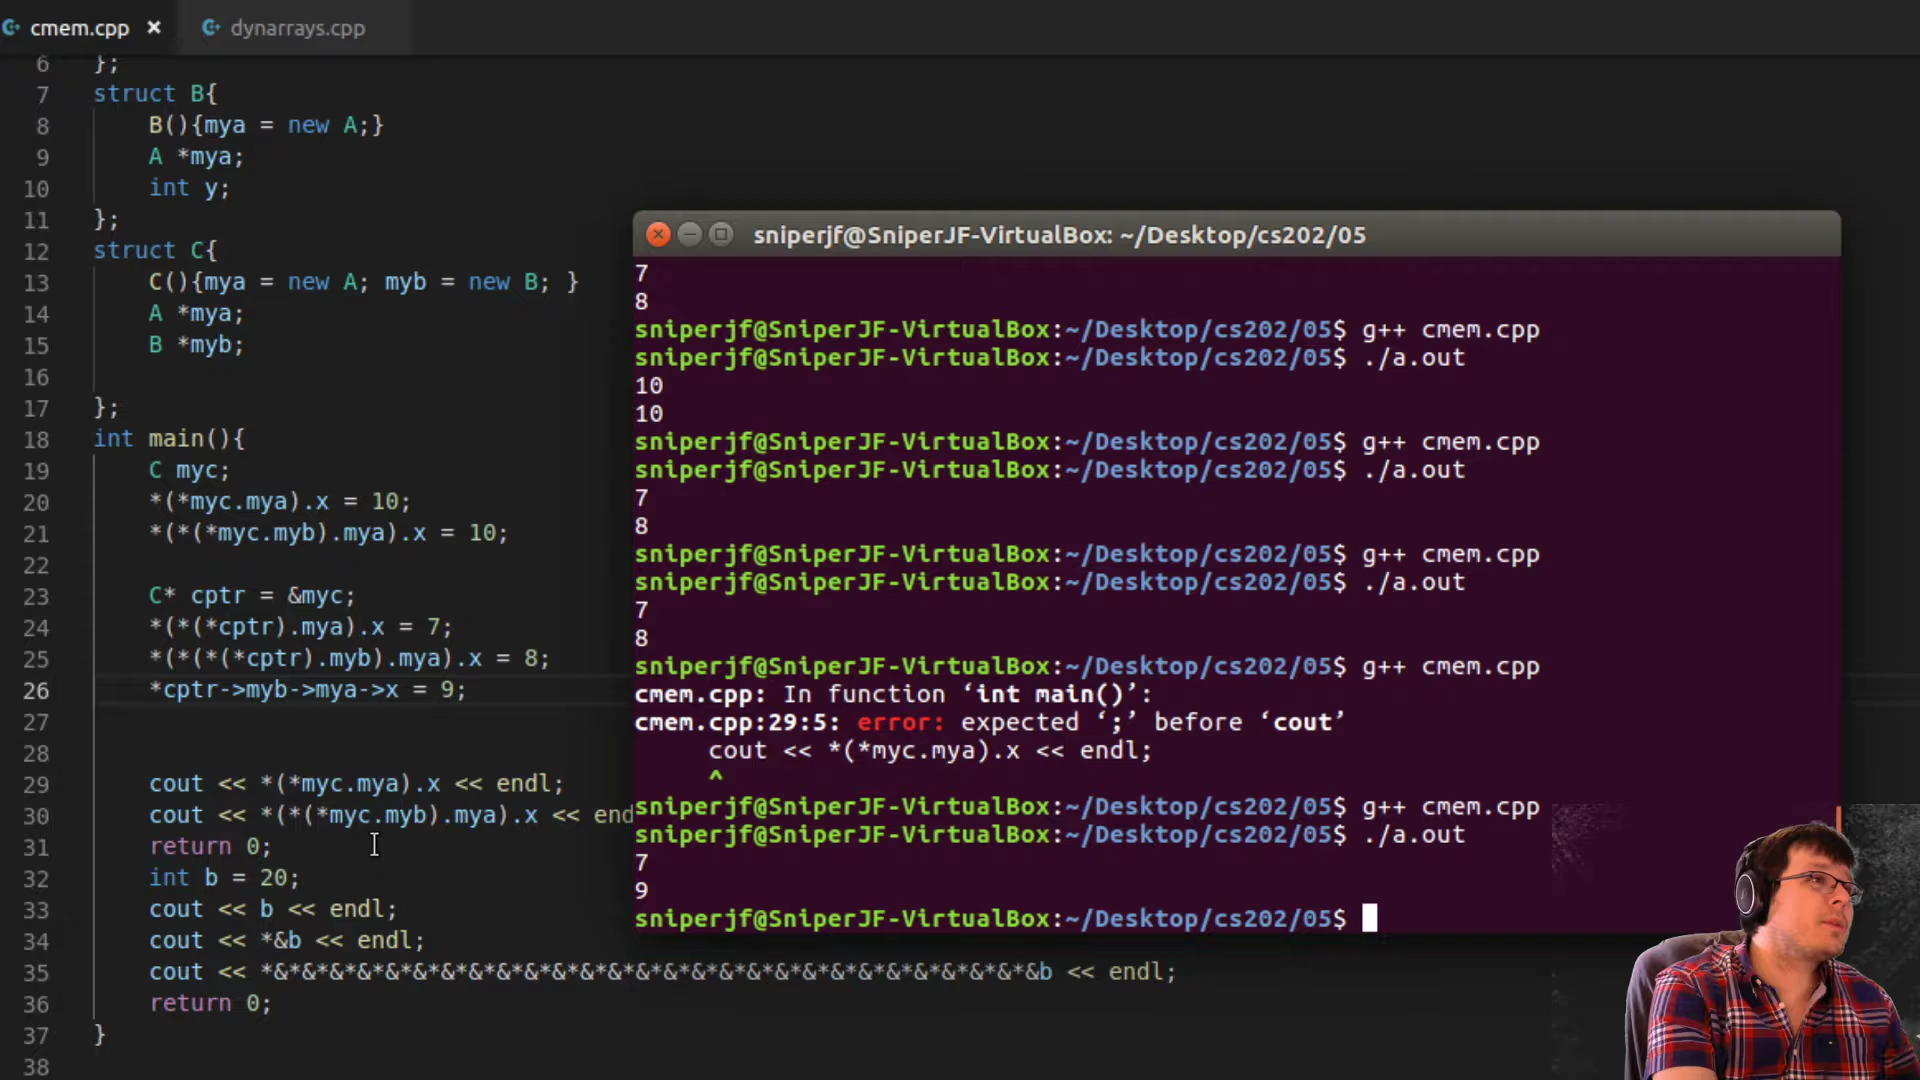 cmem.cpp ×
dynarrays.cpp
6 };
7 struct B{
8 B(){mya = new A;}
9 A *mya;
10 int y;
11 };
12 struct C{
13 C(){mya = new A; myb = new B; }
14 A *mya;
15 B *myb;
16
17 };
18 int main(){
19 C myc;
20 *(*myc.mya).x = 10;
21 *(*(*myc.myb).mya).x = 10;
22
23 C* cptr = &myc;
24 *(*(*cptr).mya).x = 7;
25 *(*(*(*cptr).myb).mya).x = 8;
26 *cptr->myb->mya->x = 9;
27
28
29 cout << *(*myc.mya).x << endl;
30 cout << *(*(*myc.myb).mya).x << end
31 return 0;
32 int b = 20;
33 cout << b << endl;
34 cout << *&b << endl;
35 cout << *&*&*&*&*&*&*&*&*&*&*&*&*&*&*&*&*&*&*&*&*&*&*&*&*&*&*&*&b << endl;
36 return 0;
37 }
38
sniperjf@SniperJF-VirtualBox: ~/Desktop/cs202/05
7
8
sniperjf@SniperJF-VirtualBox:~/Desktop/cs202/05$ g++ cmem.cpp
sniperjf@SniperJF-VirtualBox:~/Desktop/cs202/05$ ./a.out
10
10
sniperjf@SniperJF-VirtualBox:~/Desktop/cs202/05$ g++ cmem.cpp
sniperjf@SniperJF-VirtualBox:~/Desktop/cs202/05$ ./a.out
7
8
sniperjf@SniperJF-VirtualBox:~/Desktop/cs202/05$ g++ cmem.cpp
sniperjf@SniperJF-VirtualBox:~/Desktop/cs202/05$ ./a.out
7
8
sniperjf@SniperJF-VirtualBox:~/Desktop/cs202/05$ g++ cmem.cpp
cmem.cpp: In function ‘int main()’:
cmem.cpp:29:5: error: expected ‘;’ before ‘cout’
cout << *(*myc.mya).x << endl;
^
sniperjf@SniperJF-VirtualBox:~/Desktop/cs202/05$ g++ cmem.cpp
sniperjf@SniperJF-VirtualBox:~/Desktop/cs202/05$ ./a.out
7
9
sniperjf@SniperJF-VirtualBox:~/Desktop/cs202/05$